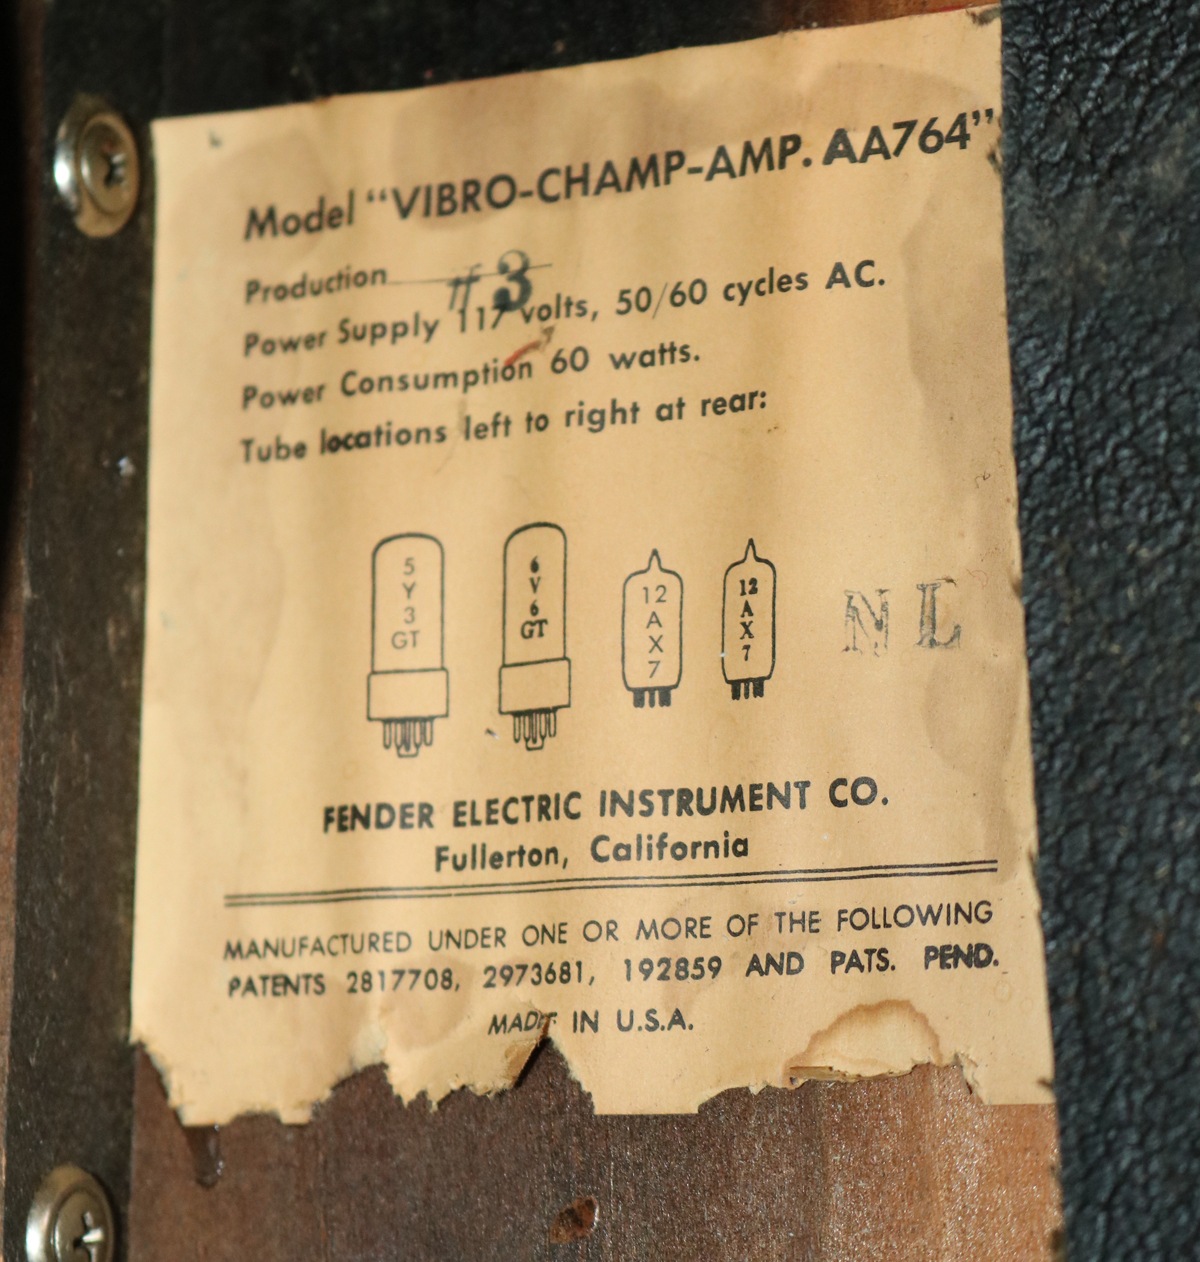 Model “VIBRO-CHAMP-AMP. AA764”
Production # 3
Power Supply 117 volts, 50/60 cycles AC.
Power Consumption 60 watts.
Tube locations left to right at rear:
5Y3GT 6V6GT 12AX7 12AX7
NL
FENDER ELECTRIC INSTRUMENT CO.
Fullerton, California
MANUFACTURED UNDER ONE OR MORE OF THE FOLLOWING
PATENTS 2817708, 2973681, 192859 AND PATS. PEND.
MADE IN U.S.A.